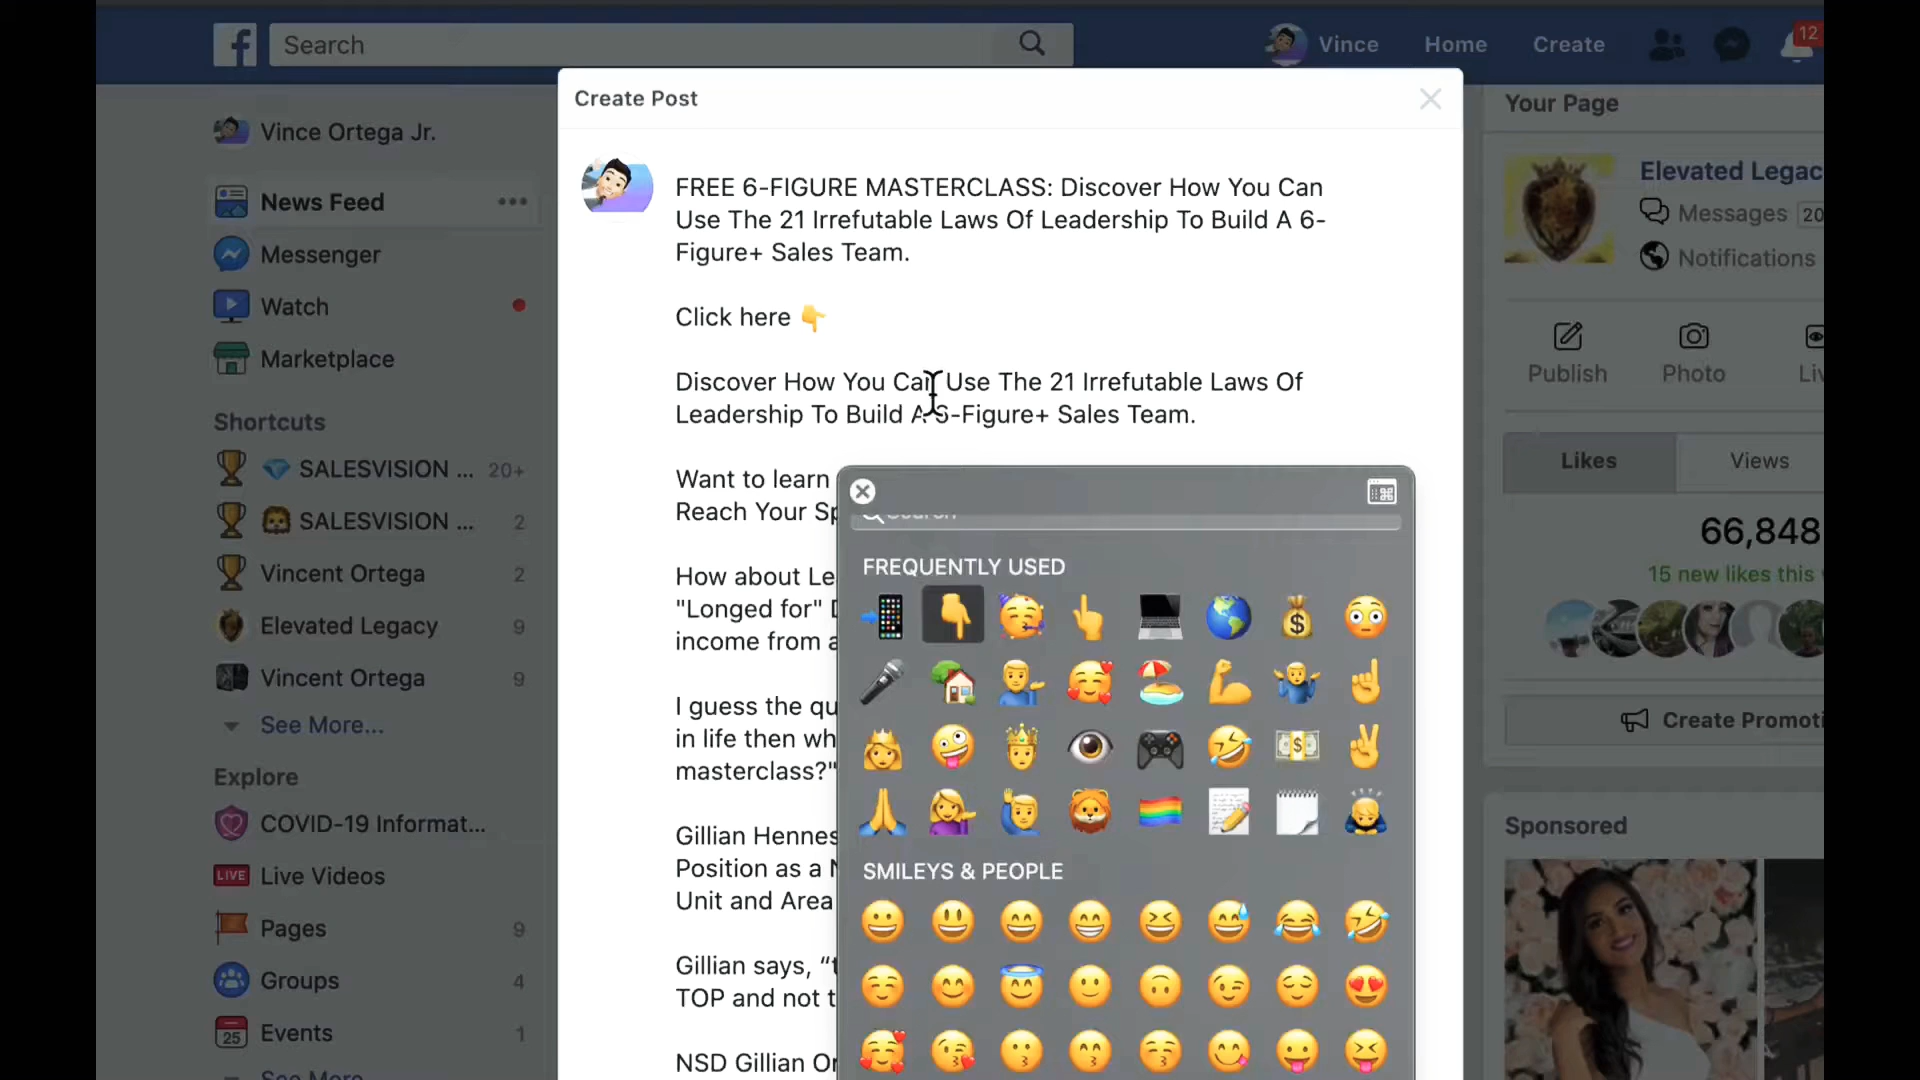 Search
Vince
Home
Create
12
Create Post
Vince Ortega Jr.
News Feed
Messenger
Watch
Marketplace
Shortcuts
SALESVISION ...
20+
SALESVISION ...
2
Vincent Ortega
2
Elevated Legacy
9
Vincent Ortega
9
See More...
Explore
COVID-19 Informat...
LIVE
Live Videos
Pages
9
Groups
4
25
Events
1
See More
FREE 6-FIGURE MASTERCLASS: Discover How You Can
Use The 21 Irrefutable Laws Of Leadership To Build A 6-
Figure+ Sales Team.
Click here 👇
Discover How You Can Use The 21 Irrefutable Laws Of
Leadership To Build A 6-Figure+ Sales Team.
Want to learn
Reach Your
How about
"Longed for"
income from
I guess the
in life then
masterclass?"
Gillian
Position as a
Unit and Area
Gillian says,
TOP and not
NSD Gillian
Search
FREQUENTLY USED
SMILEYS & PEOPLE
Your Page
Elevated Legac
Messages
20
Notifications
Publish
Photo
Likes
Views
66,848
15 new likes this
Create Promoti
Sponsored